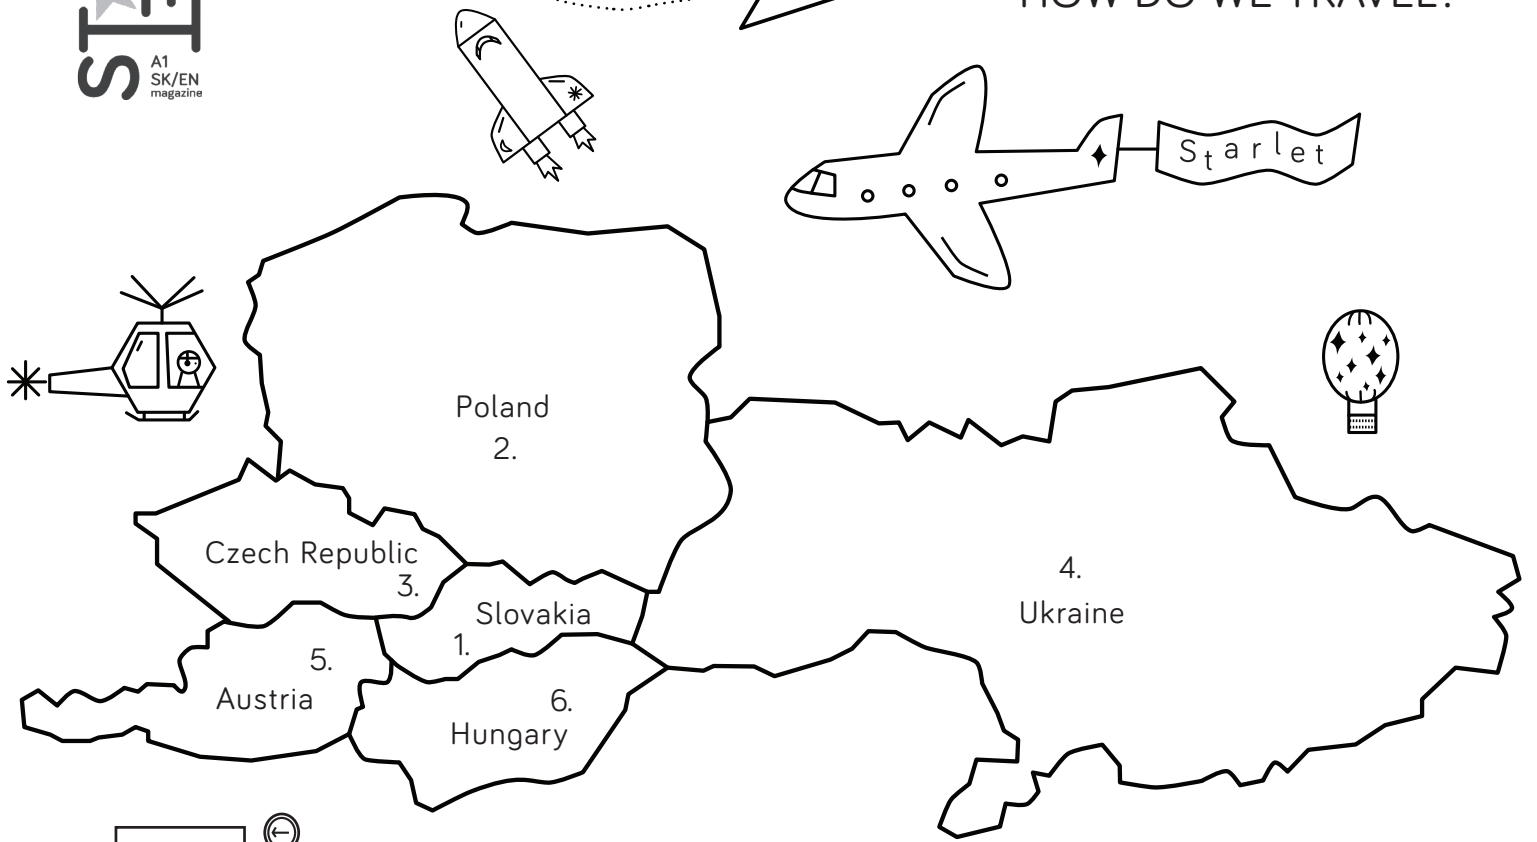 HOW DO WE TRAVEL?
A1
SK/EN
magazine
Starlet
Poland
2.
Czech Republic
3.
Slovakia
1.
4.
Ukraine
5.
Austria
6.
Hungary